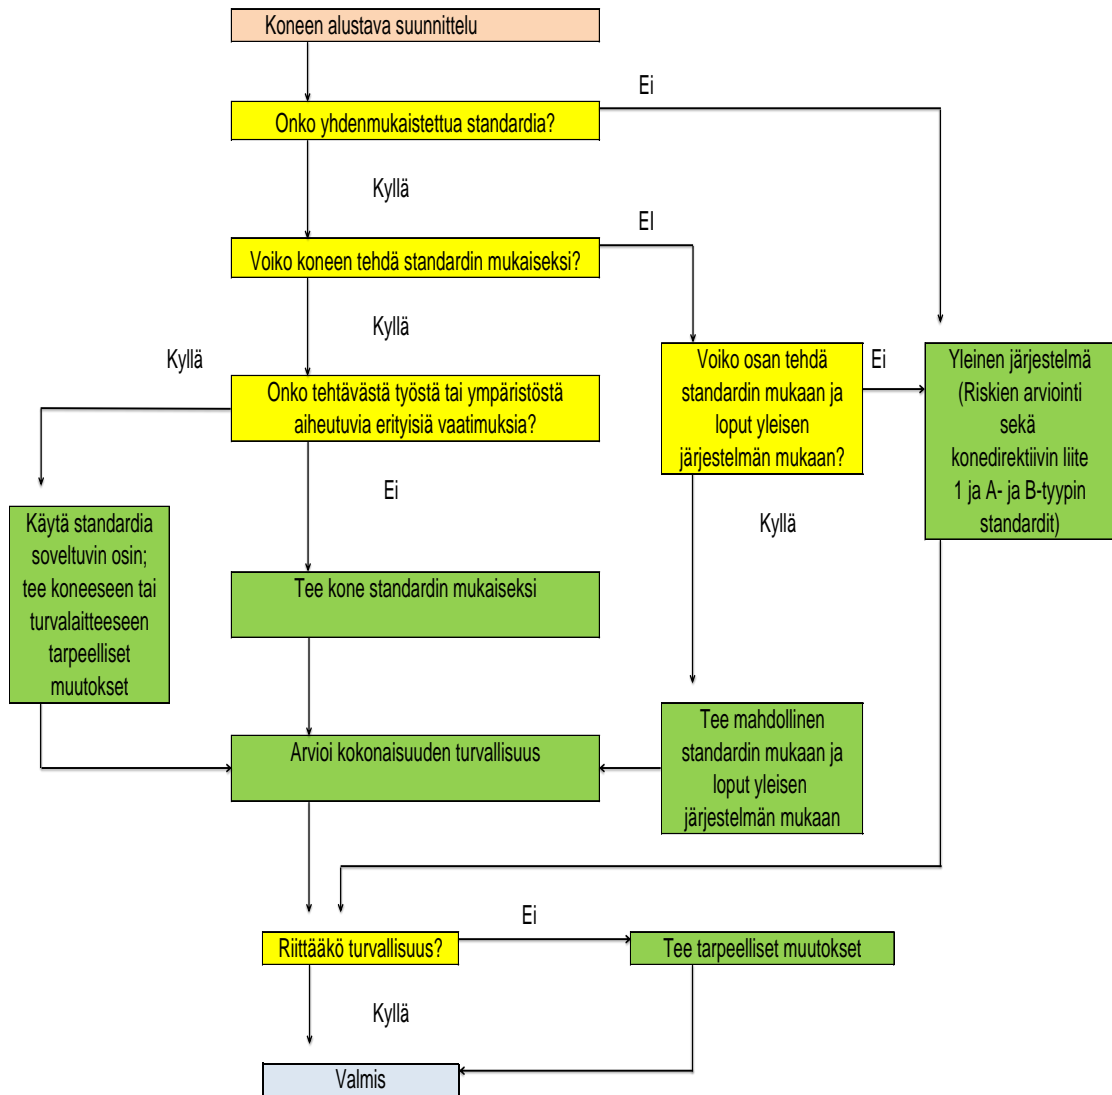 Koneen alustava suunnittelu
Ei
Onko yhdenmukaistettua standardia?
Kyllä
EI
Voiko koneen tehdä standardin mukaiseksi?
Kyllä
Kyllä
Voiko osan tehdä
standardin mukaan ja
loput yleisen
järjestelmän mukaan?
Ei
Yleinen järjestelmä
(Riskien arviointi
sekä
konedirektiivin liite
1 ja A- ja B-tyypin
standardit)
Onko tehtävästä työstä tai ympäristöstä
aiheutuvia erityisiä vaatimuksia?
Ei
Kyllä
Käytä standardia
soveltuvin osin;
tee koneeseen tai
turvalaitteeseen
tarpeelliset
muutokset
Tee kone standardin mukaiseksi
Tee mahdollinen
standardin mukaan ja
loput yleisen
järjestelmän mukaan
Arvioi kokonaisuuden turvallisuus
Ei
Riittääkö turvallisuus?
Tee tarpeelliset muutokset
Kyllä
Valmis